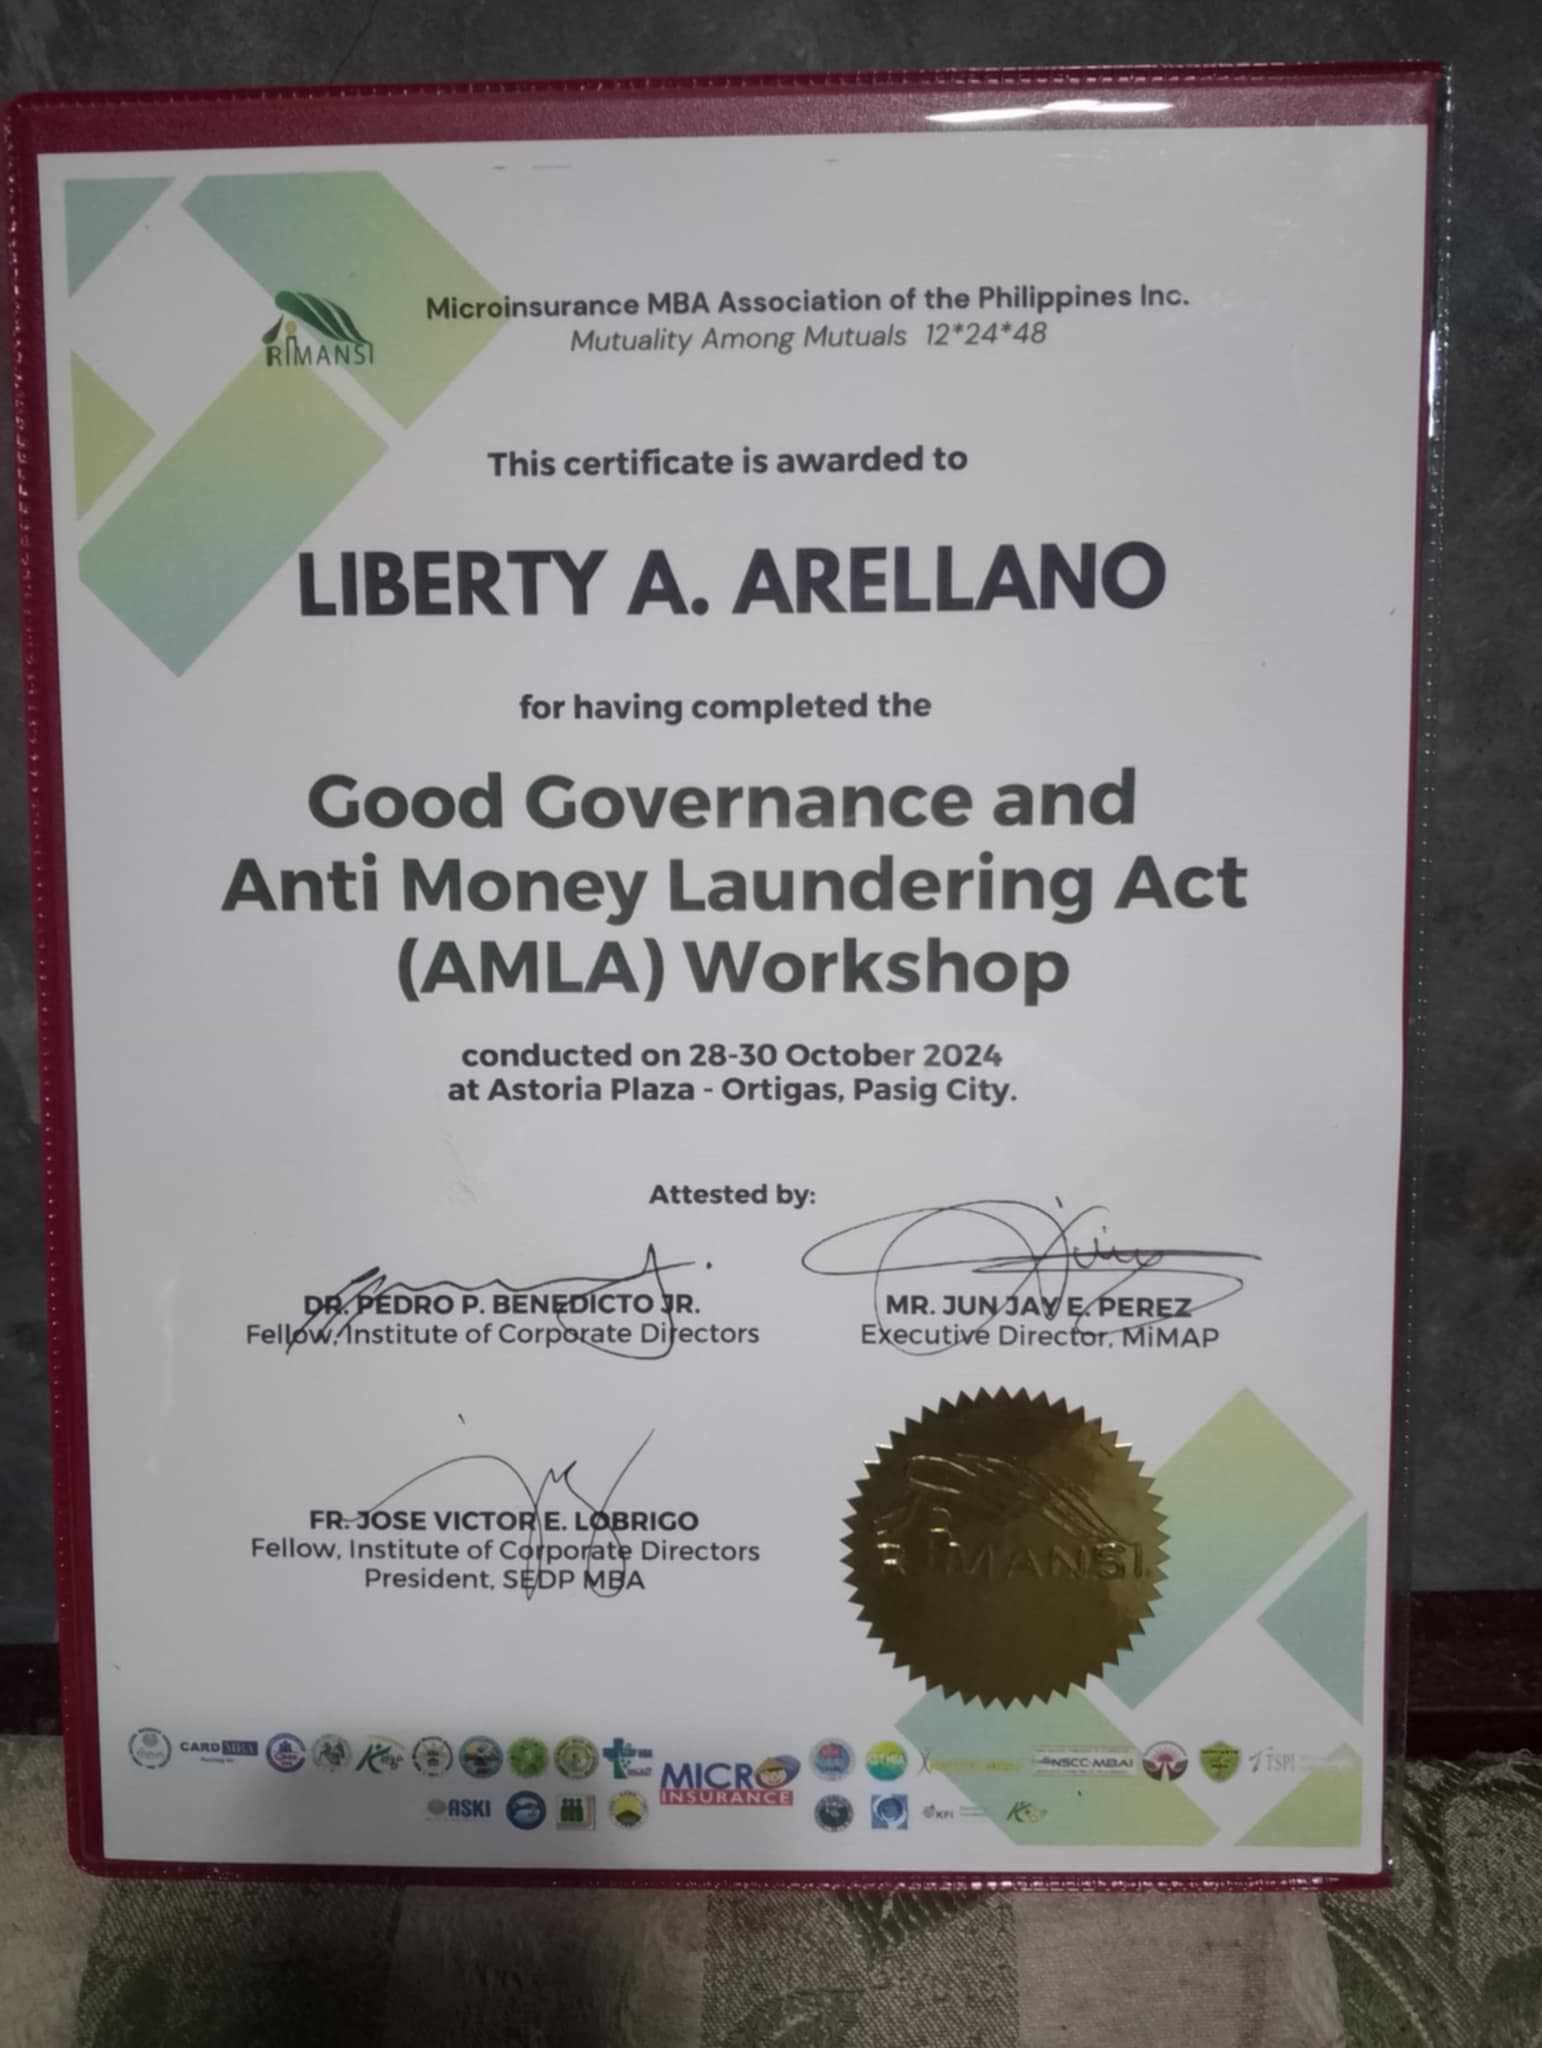 RIMANSI
Microinsurance MBA Association of the Philippines Inc.
Mutuality Among Mutuals 12*24*48
This certificate is awarded to
LIBERTY A. ARELLANO
for having completed the
Good Governance and
Anti Money Laundering Act
(AMLA) Workshop
conducted on 28-30 October 2024
at Astoria Plaza - Ortigas, Pasig City.
Attested by:
DR. PEDRO P. BENEDICTO JR.
Fellow, Institute of Corporate Directors
MR. JUN JAY E. PEREZ
Executive Director, MiMAP
FR. JOSE VICTOR E. LOBRIGO
Fellow, Institute of Corporate Directors
President, SEDP MBA
RIMANSI
CARD MBA
MICRO
INSURANCE
NSCC-MBAI
TSPI
ASKI
KFI